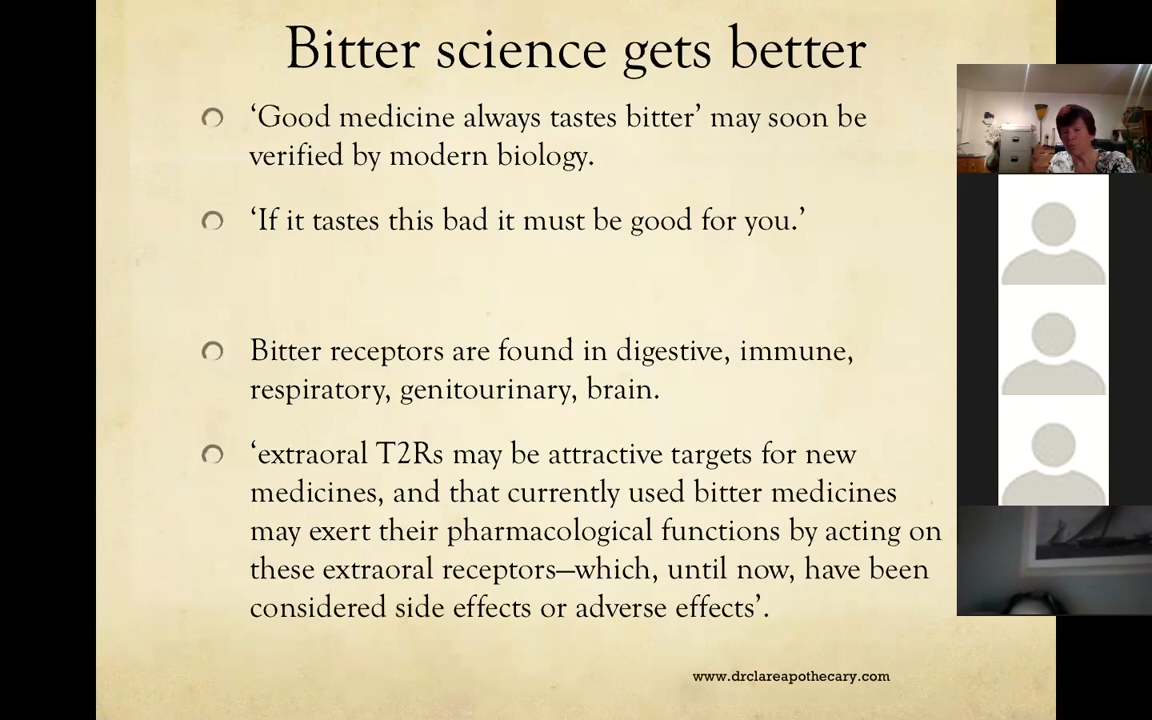 Bitter science gets better
‘Good medicine always tastes bitter’ may soon be
verified by modern biology.
‘If it tastes this bad it must be good for you.’
Bitter receptors are found in digestive, immune,
respiratory, genitourinary, brain.
‘extraoral T2Rs may be attractive targets for new
medicines, and that currently used bitter medicines
may exert their pharmacological functions by acting on
these extraoral receptors—which, until now, have been
considered side effects or adverse effects’.
www.drclareapothecary.com